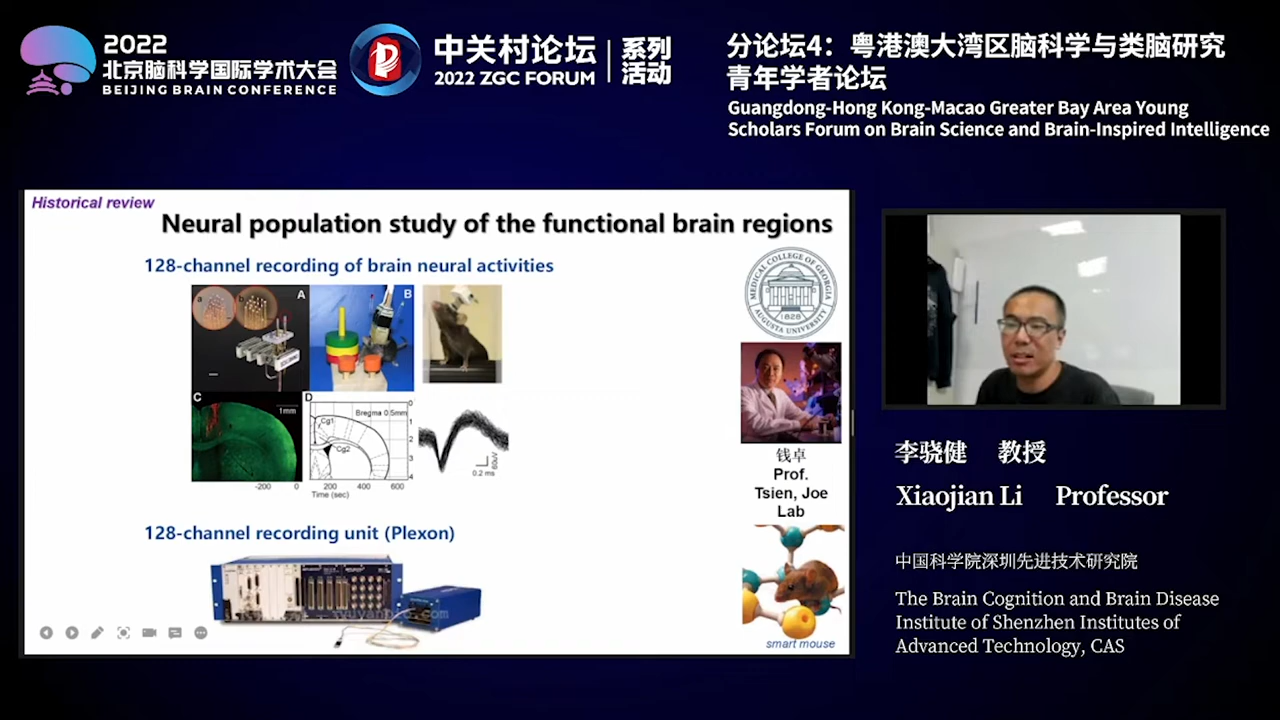 2022
北京脑科学国际学术大会
BEIJING BRAIN CONFERENCE
中关村论坛
2022 ZGC FORUM
系列
活动
分论坛4：粤港澳大湾区脑科学与类脑研究
青年学者论坛
Guangdong-Hong Kong-Macao Greater Bay Area Young
Scholars Forum on Brain Science and Brain-Inspired Intelligence
Historical review
Neural population study of the functional brain regions
128-channel recording of brain neural activities
a
b
A
B
C
1mm
D
Bregma 0.5mm
Cg1
Cg2
0
1
2
3
4
-200 0 200 400 600
Time (sec)
60uV
0.2 ms
128-channel recording unit (Plexon)
MEDICAL COLLEGE OF GEORGIA
1828
AUGUSTA UNIVERSITY
钱卓
Prof.
Tsien, Joe
Lab
smart mouse
李骁健 教授
Xiaojian Li Professor
中国科学院深圳先进技术研究院
The Brain Cognition and Brain Disease
Institute of Shenzhen Institutes of
Advanced Technology, CAS